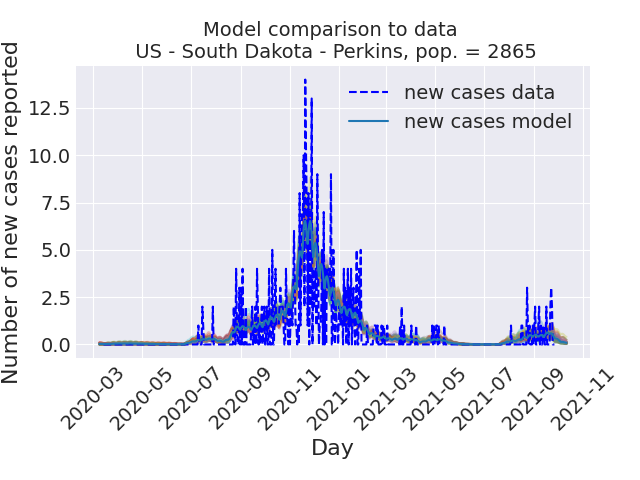 Model comparison to data
US - South Dakota - Perkins, pop. = 2865
Number of new cases reported
12.5
10.0
7.5
5.0
2.5
0.0
new cases data
new cases model
2020-03
2020-05
2020-07
2020-09
2020-11
2021-01
2021-03
2021-05
2021-07
2021-09
2021-11
Day